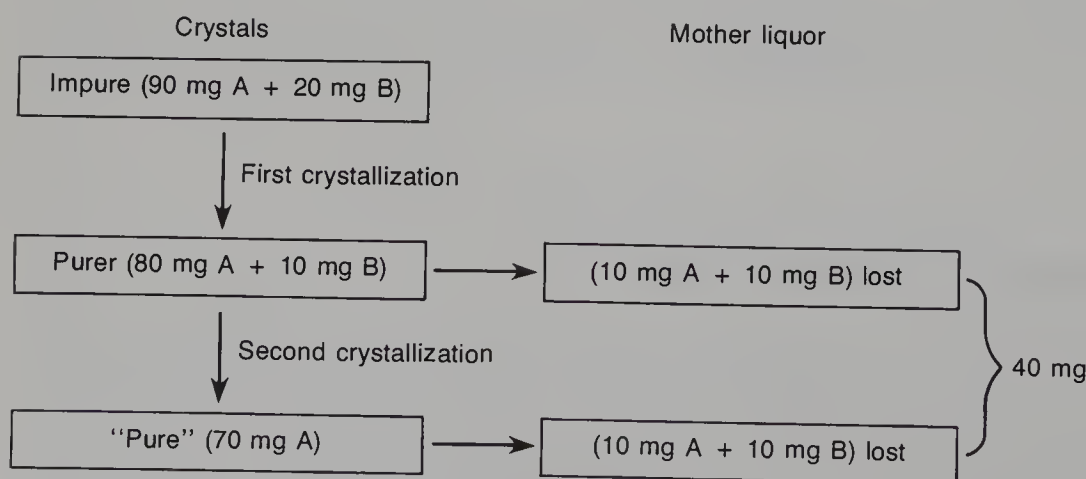 Crystals
Mother liquor
Impure (90 mg A + 20 mg B)
First crystallization
Purer (80 mg A + 10 mg B)
(10 mg A + 10 mg B) lost
Second crystallization
40 mg
‘‘Pure’’ (70 mg A)
(10 mg A + 10 mg B) lost